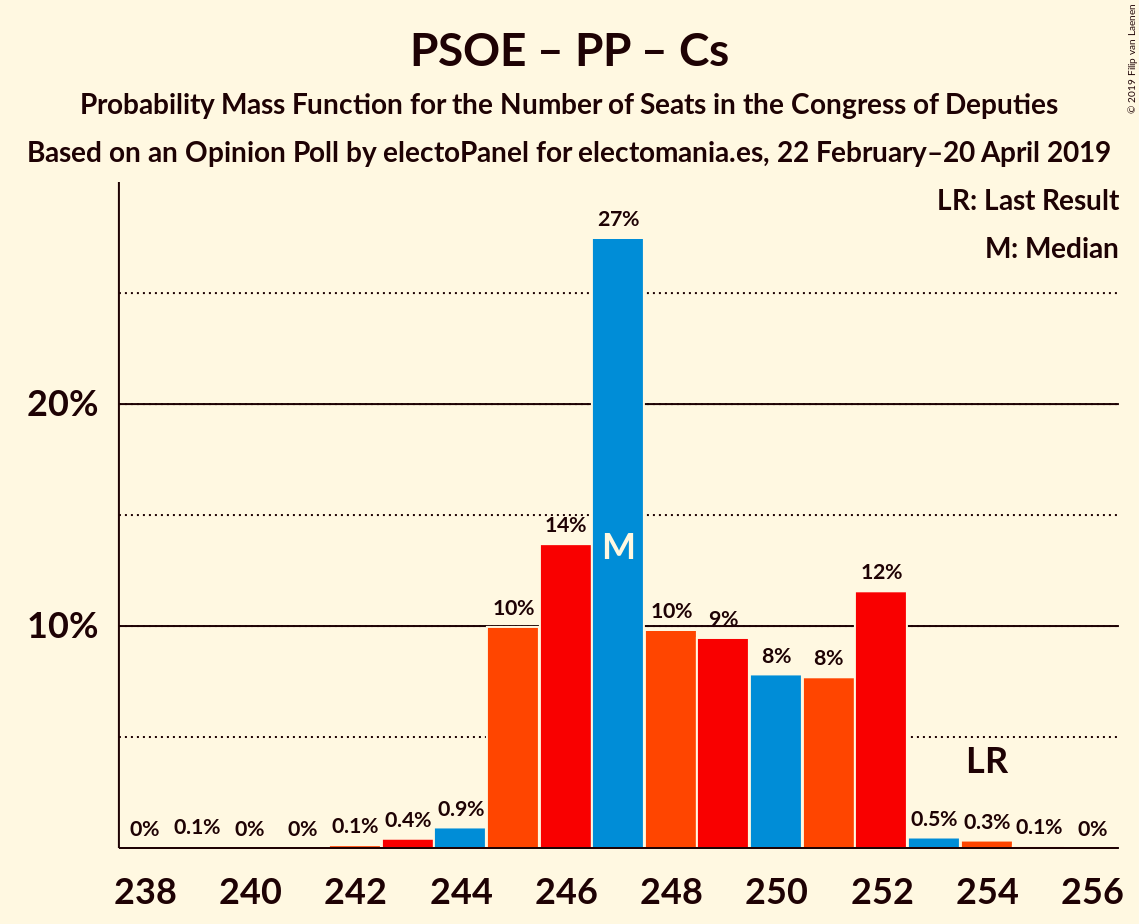 PSOE – PP – Cs
Probability Mass Function for the Number of Seats in the Congress of Deputies
Based on an Opinion Poll by electoPanel for electomania.es, 22 February–20 April 2019
© 2019 Filip van Laenen
LR: Last Result
M: Median
20%
10%
0%
0.1%
0%
0%
0.1%
0.4%
0.9%
10%
14%
27%
M
10%
9%
8%
8%
12%
0.5%
LR
0.3%
0.1%
0%
238 240 242 244 246 248 250 252 254 256